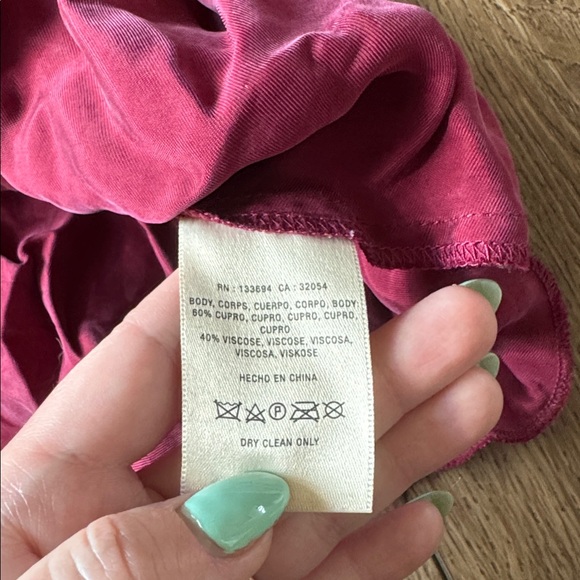 RN : 133694 CA : 32054
BODY, CORPS, CUERPO, CORPO, BODY
60% CUPRO, CUPRO, CUPRO, CUPRO,
CUPRO
40% VISCOSE, VISCOSE, VISCOSA,
VISCOSA, VISKOSE
HECHO EN CHINA
P
DRY CLEAN ONLY